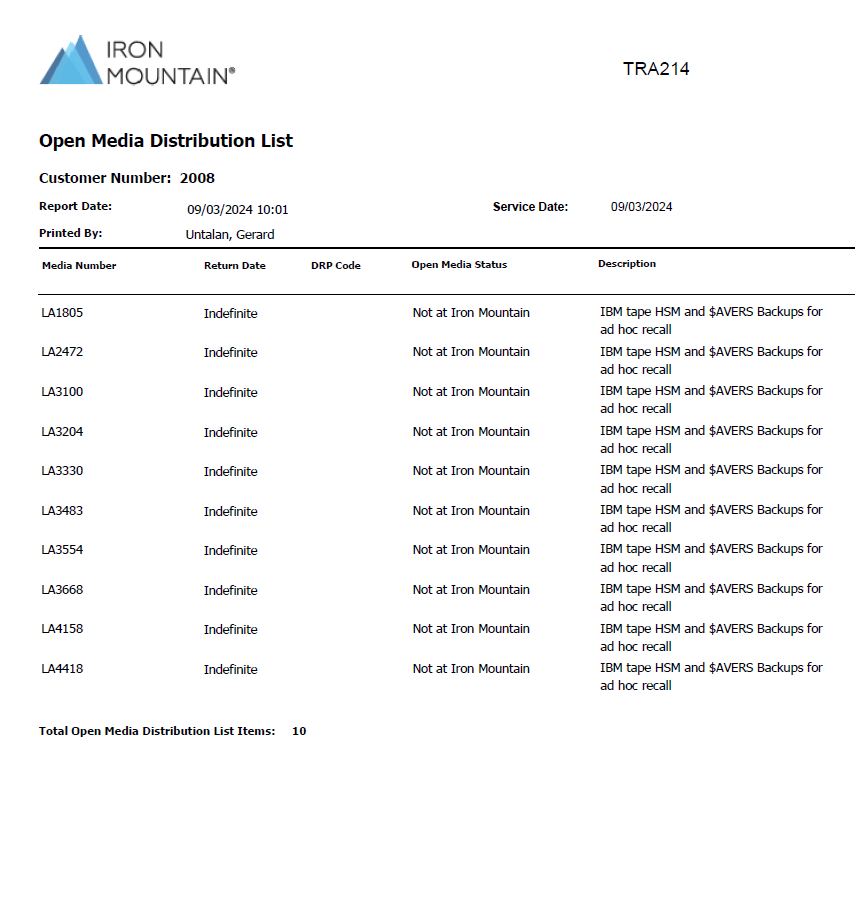 IRON
MOUNTAIN®
TRA214
Open Media Distribution List
Customer Number: 2008
Report Date: 09/03/2024 10:01 Service Date: 09/03/2024
Printed By: Untalan, Gerard
Media Number Return Date DRP Code Open Media Status Description
LA1805 Indefinite Not at Iron Mountain IBM tape HSM and $AVERS Backups for
ad hoc recall
LA2472 Indefinite Not at Iron Mountain IBM tape HSM and $AVERS Backups for
ad hoc recall
LA3100 Indefinite Not at Iron Mountain IBM tape HSM and $AVERS Backups for
ad hoc recall
LA3204 Indefinite Not at Iron Mountain IBM tape HSM and $AVERS Backups for
ad hoc recall
LA3330 Indefinite Not at Iron Mountain IBM tape HSM and $AVERS Backups for
ad hoc recall
LA3483 Indefinite Not at Iron Mountain IBM tape HSM and $AVERS Backups for
ad hoc recall
LA3554 Indefinite Not at Iron Mountain IBM tape HSM and $AVERS Backups for
ad hoc recall
LA3668 Indefinite Not at Iron Mountain IBM tape HSM and $AVERS Backups for
ad hoc recall
LA4158 Indefinite Not at Iron Mountain IBM tape HSM and $AVERS Backups for
ad hoc recall
LA4418 Indefinite Not at Iron Mountain IBM tape HSM and $AVERS Backups for
ad hoc recall
Total Open Media Distribution List Items: 10